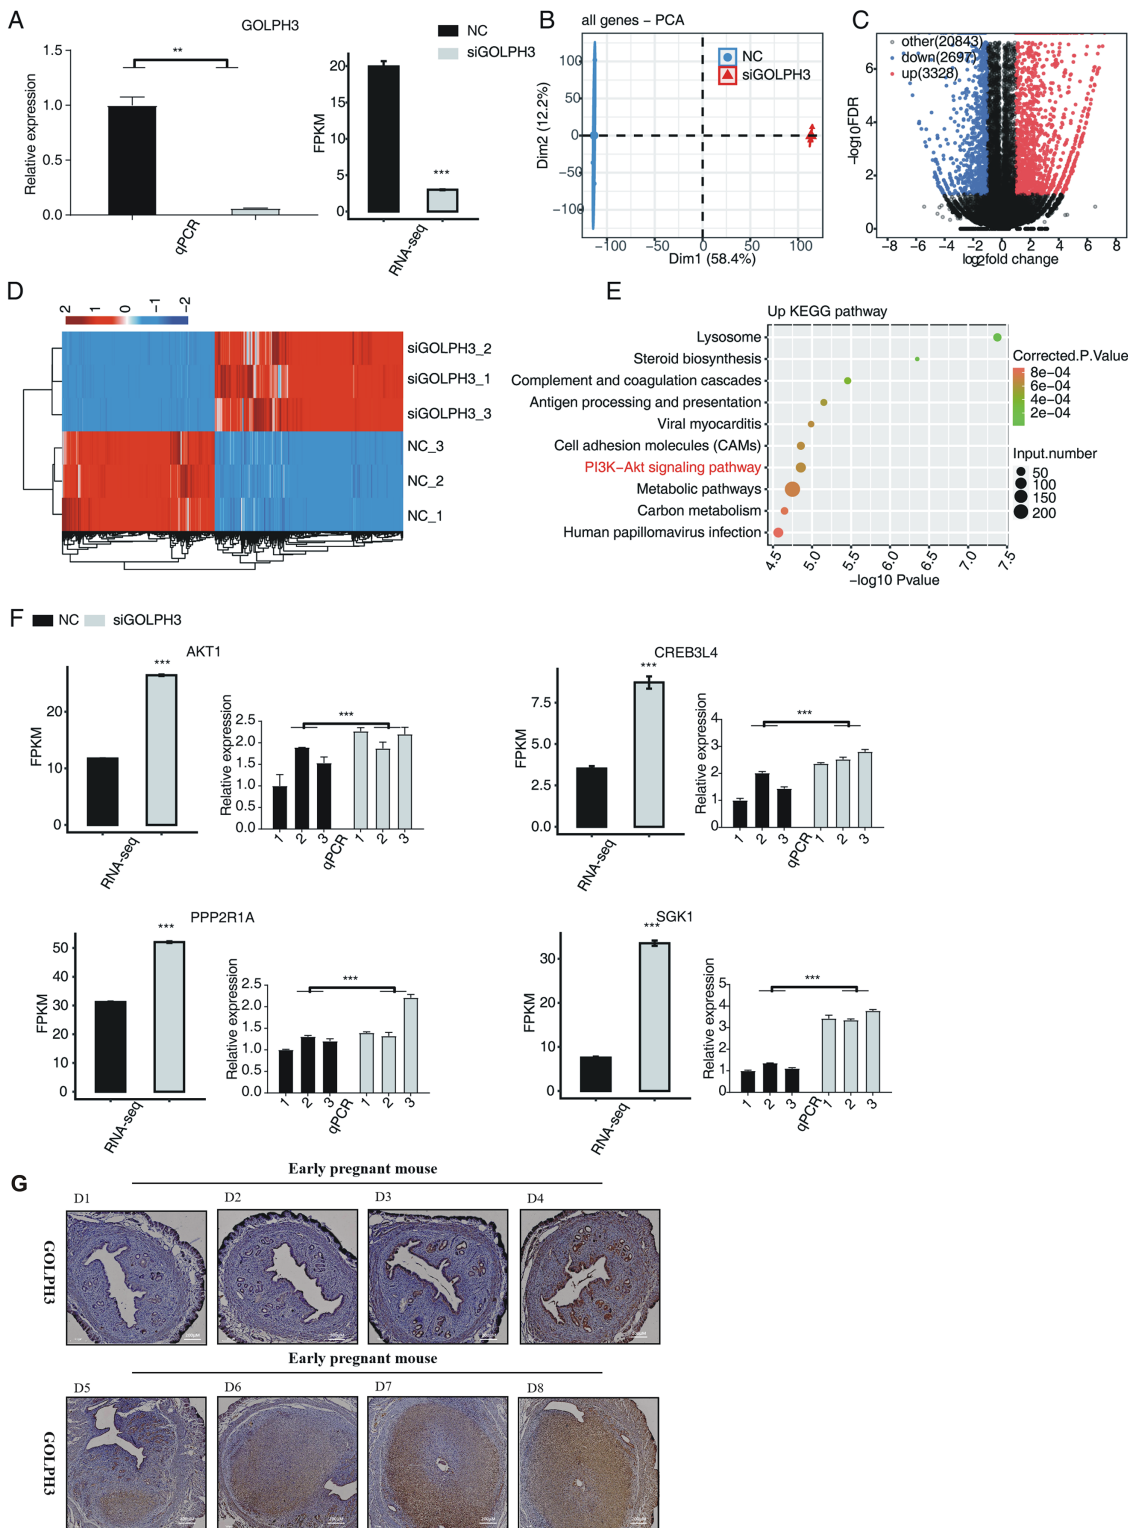 A
GOLPH3
NC
siGOLPH3
Relative expression
1.5
1.0
0.5
0.0
**
qPCR
FPKM
20
15
10
5
0
***
RNA-seq
B
all genes − PCA
Dim2 (12.2%)
100
50
0
−50
−100
NC
siGOLPH3
−100
−50
0
50
100
Dim1 (58.4%)
C
other(20843)
down(2697)
up(3328)
-log10FDR
6
4
2
0
−8
−6
−4
−2
0
2
4
6
8
log2fold change
D
2
1
0
−1
−2
siGOLPH3_2
siGOLPH3_1
siGOLPH3_3
NC_3
NC_2
NC_1
E
Up KEGG pathway
Lysosome
Steroid biosynthesis
Complement and coagulation cascades
Antigen processing and presentation
Viral myocarditis
Cell adhesion molecules (CAMs)
PI3K−Akt signaling pathway
Metabolic pathways
Carbon metabolism
Human papillomavirus infection
4.5
5.0
5.5
6.0
6.5
7.0
7.5
−log10 Pvalue
Corrected.P.Value
8e−04
6e−04
4e−04
2e−04
Input.number
50
100
150
200
F
NC
siGOLPH3
AKT1
FPKM
20
10
0
***
RNA-seq
Relative expression
2.5
2.0
1.5
1.0
0.5
0.0
***
1
2
3
qPCR
1
2
3
CREB3L4
FPKM
7.5
5.0
2.5
0.0
***
RNA-seq
Relative expression
4
3
2
1
0
***
1
2
3
qPCR
1
2
3
PPP2R1A
FPKM
50
40
30
20
10
0
***
RNA-seq
Relative expression
2.5
2.0
1.5
1.0
0.5
0.0
***
1
2
3
qPCR
1
2
3
SGK1
FPKM
30
20
10
0
***
RNA-seq
Relative expression
5
4
3
2
1
0
***
1
2
3
qPCR
1
2
3
G
Early pregnant mouse
D1
D2
D3
D4
GOLPH3
200μM
200μM
200μM
200μM
Early pregnant mouse
D5
D6
D7
D8
GOLPH3
200μM
200μM
200μM
200μM